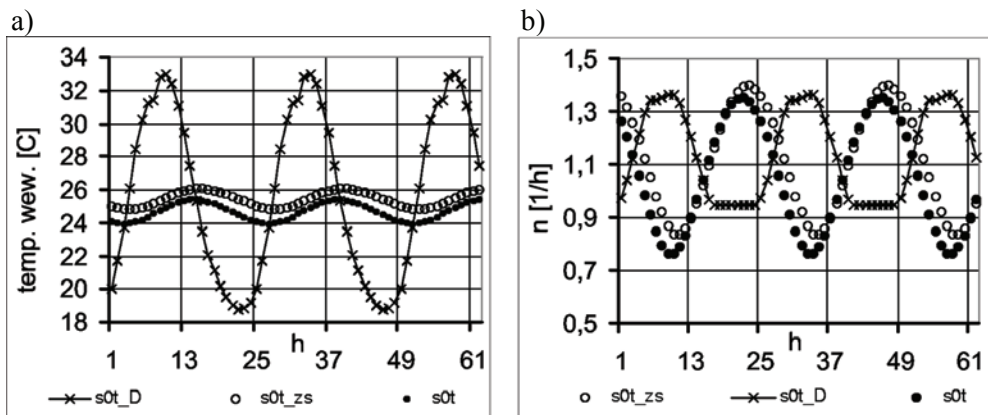 a)
temp. wew. [C]
34
32
30
28
26
24
22
20
18
1 13 25 37 49 61
h
s0t_D s0t_zs s0t
b)
n [1/h]
1,5
1,3
1,1
0,9
0,7
0,5
1 13 25 37 49 61
h
s0t_zs s0t_D s0t